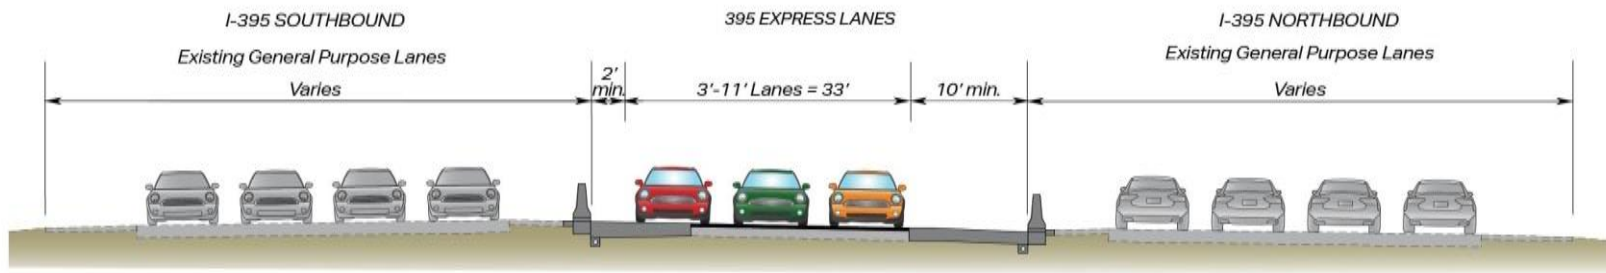 I-395 SOUTHBOUND
Existing General Purpose Lanes
Varies
2'
min.
395 EXPRESS LANES
3'-11' Lanes = 33'
10' min.
I-395 NORTHBOUND
Existing General Purpose Lanes
Varies